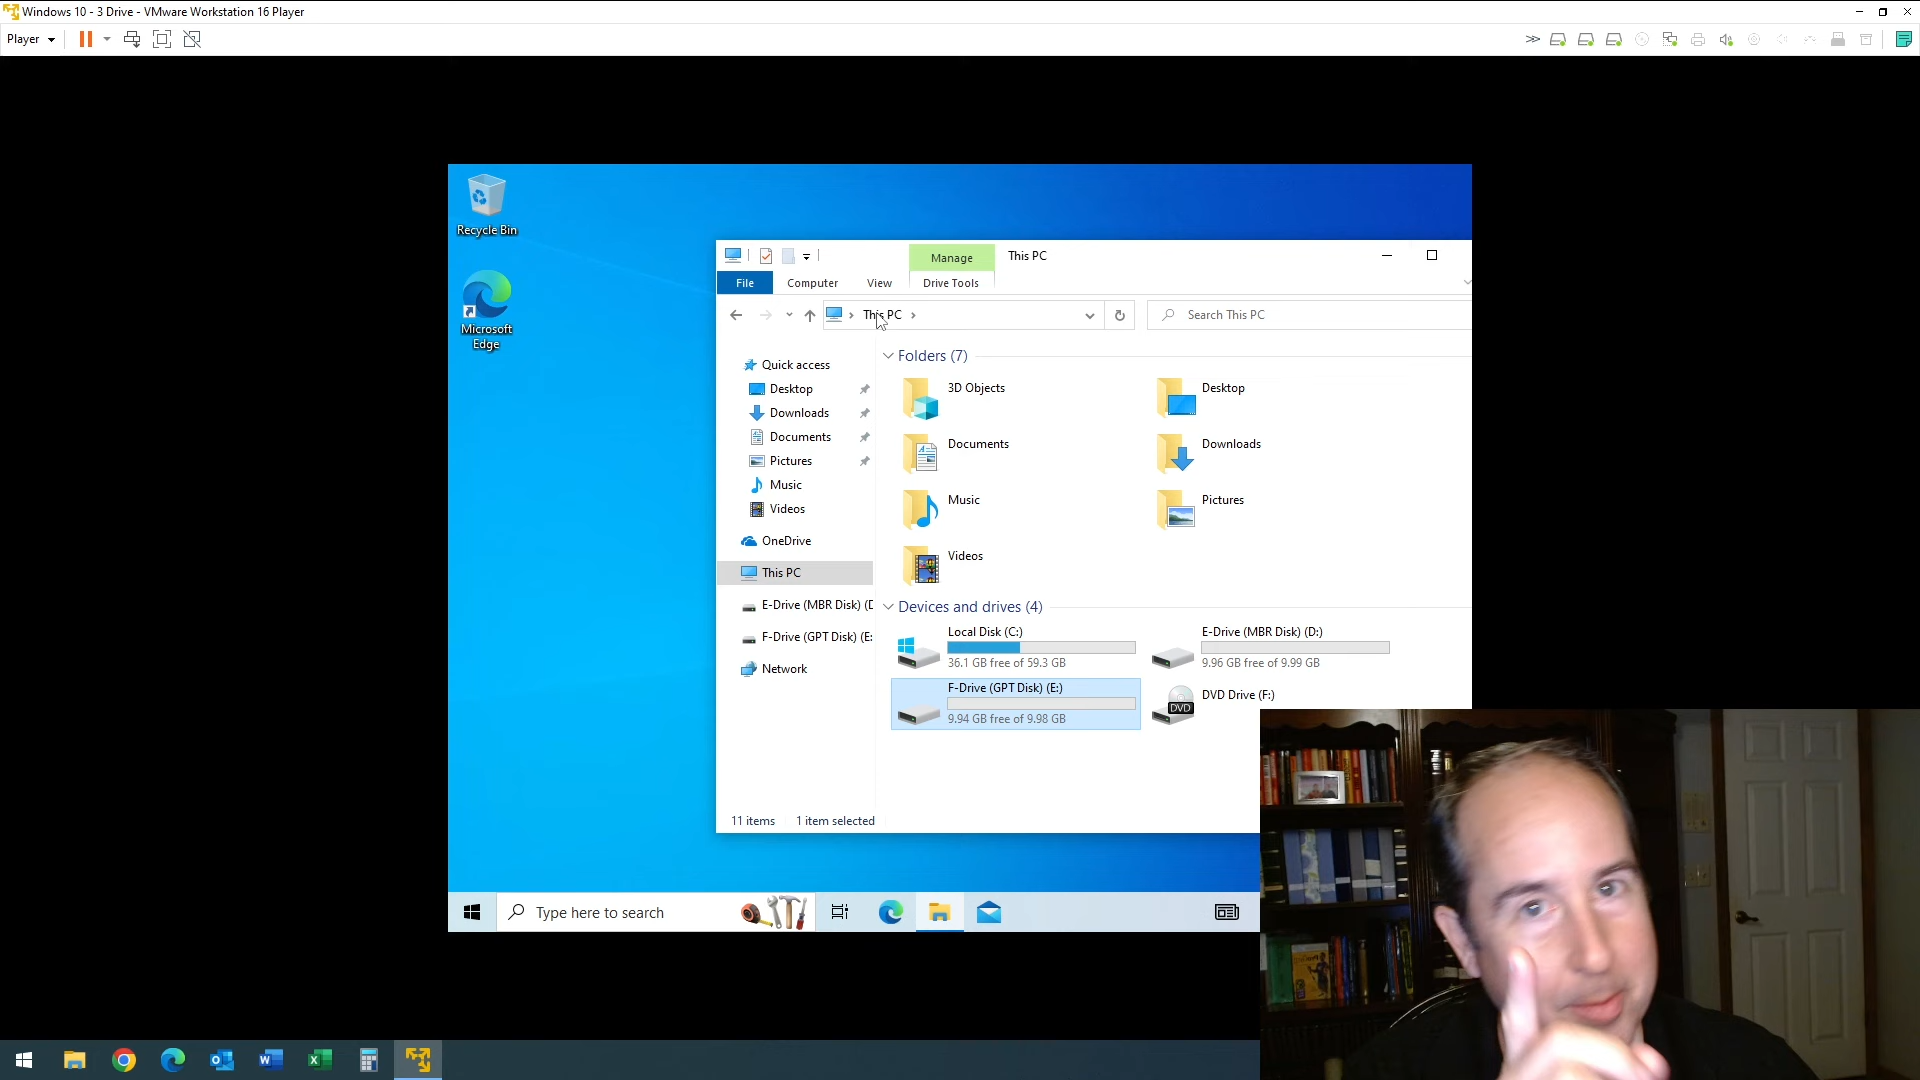 Windows 10 - 3 Drive - VMware Workstation 16 Player
Player
Recycle Bin
Microsoft
Edge
Manage
This PC
File
Computer
View
Drive Tools
This PC
Search This PC
Quick access
Desktop
Downloads
Documents
Pictures
Music
Videos
OneDrive
This PC
E-Drive (MBR Disk) (D
F-Drive (GPT Disk) (E:
Network
Folders (7)
3D Objects
Desktop
Documents
Downloads
Music
Pictures
Videos
Devices and drives (4)
Local Disk (C:)
36.1 GB free of 59.3 GB
E-Drive (MBR Disk) (D:)
9.96 GB free of 9.99 GB
F-Drive (GPT Disk) (E:)
9.94 GB free of 9.98 GB
DVD Drive (F:)
DVD
11 items
1 item selected
Type here to search